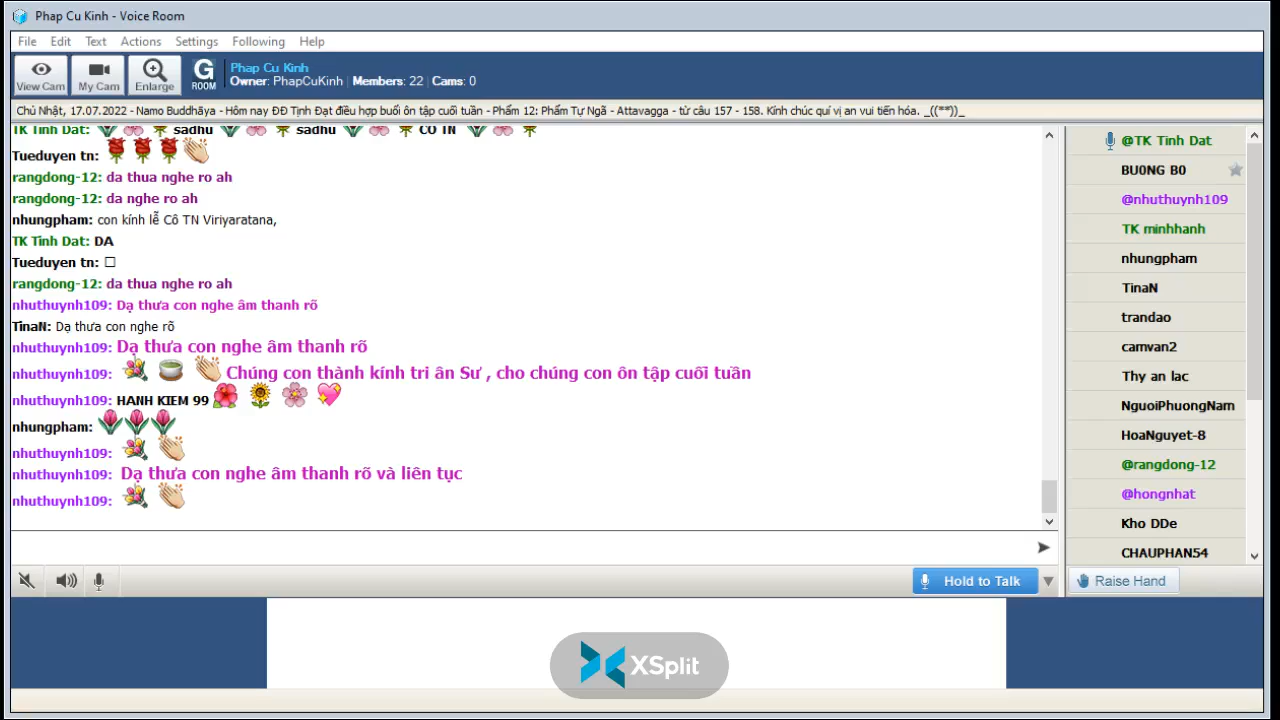 Phap Cu Kinh - Voice Room
File Edit Text Actions Settings Following Help
View Cam My Cam Enlarge G ROOM
Phap Cu Kinh
Owner: PhapCuKinh | Members: 22 | Cams: 0
Chủ Nhật, 17.07.2022 - Namo Buddhāya - Hôm nay ĐĐ Tịnh Đạt điều hợp buổi ôn tập cuối tuần - Phẩm 12: Phẩm Tự Ngã - Attavagga - từ câu 157 - 158. Kính chúc quí vị an vui tiến hóa. _((**))_
TK Tinh Dat: sadhu sadhu CO TN
Tueduyen tn:
rangdong-12: da thua nghe ro ah
rangdong-12: da nghe ro ah
nhungpham: con kính lễ Cô TN Viriyaratana,
TK Tinh Dat: DA
Tueduyen tn: □
rangdong-12: da thua nghe ro ah
nhuthuynh109: Dạ thưa con nghe âm thanh rõ
TinaN: Dạ thưa con nghe rõ
nhuthuynh109: Dạ thưa con nghe âm thanh rõ
nhuthuynh109: Chúng con thành kính tri ân Sư , cho chúng con ôn tập cuối tuần
nhuthuynh109: HANH KIEM 99
nhungpham:
nhuthuynh109:
nhuthuynh109: Dạ thưa con nghe âm thanh rõ và liên tục
nhuthuynh109:
@TK Tinh Dat
BU0NG B0
@nhuthuynh109
TK minhhanh
nhungpham
TinaN
trandao
camvan2
Thy an lac
NguoiPhuongNam
HoaNguyet-8
@rangdong-12
@hongnhat
Kho DDe
CHAUPHAN54
Hold to Talk
Raise Hand
XSplit